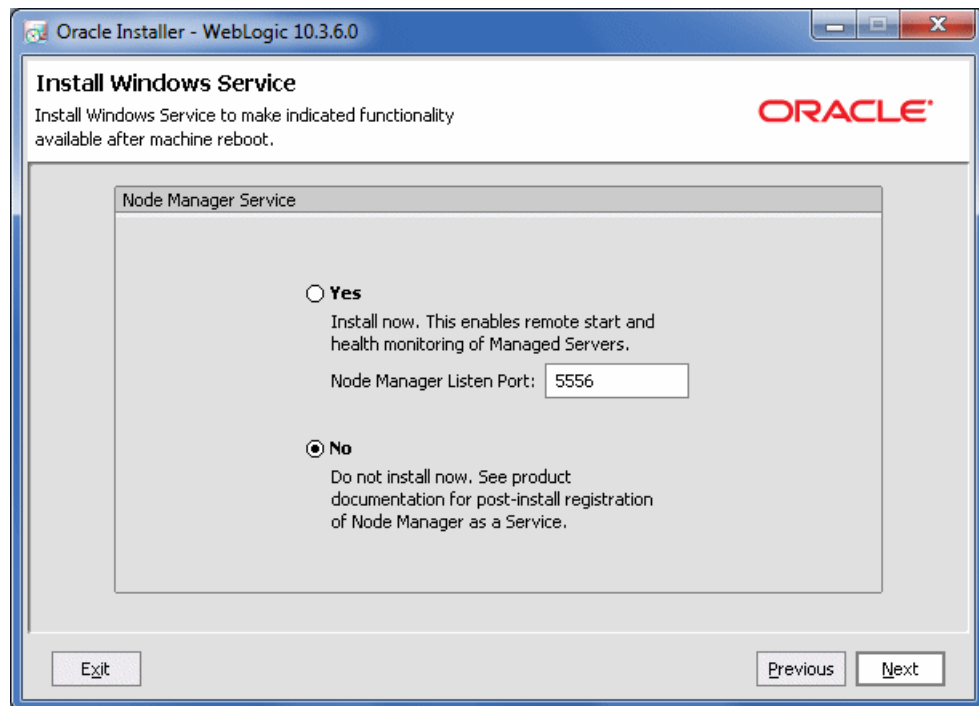 Oracle Installer - WebLogic 10.3.6.0
Install Windows Service
Install Windows Service to make indicated functionality
available after machine reboot.
ORACLE
Node Manager Service
Yes
Install now. This enables remote start and
health monitoring of Managed Servers.
Node Manager Listen Port: 5556
No
Do not install now. See product
documentation for post-install registration
of Node Manager as a Service.
Exit
Previous
Next